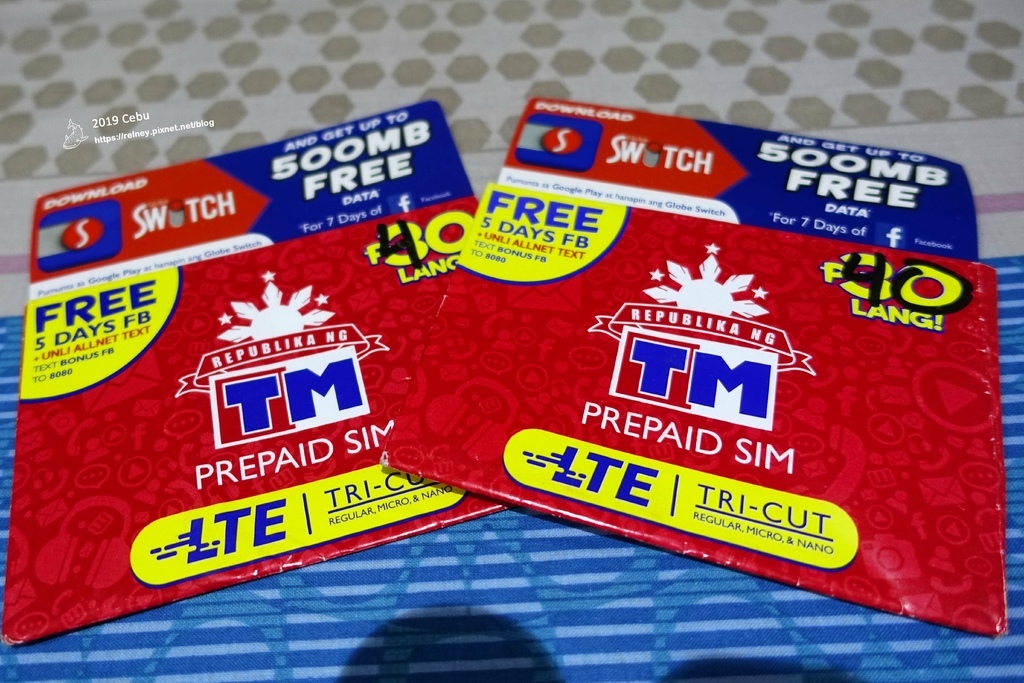 2019 Cebu
https://relney.pixnet.net/blog
DOWNLOAD
S
SWITCH
AND GET UP TO
500MB
FREE
DATA*
*For 7 Days of f Facebook
Pumunta sa Google Play at hanapin ang Globe Switch
FREE
5 DAYS FB
+ UNLI ALLNET TEXT
TEXT BONUS FB
TO 8080
4
P30
LANG!
REPUBLIKA NG
TM
PREPAID SIM
LTE
TRI-CUT
REGULAR, MICRO, & NANO
DOWNLOAD
S
SWITCH
AND GET UP TO
500MB
FREE
DATA*
*For 7 Days of f Facebook
Pumunta sa Google Play at hanapin ang Globe Switch
FREE
5 DAYS FB
+ UNLI ALLNET TEXT
TEXT BONUS FB
TO 8080
40
LANG!
REPUBLIKA NG
TM
PREPAID SIM
LTE
TRI-CUT
REGULAR, MICRO, & NANO